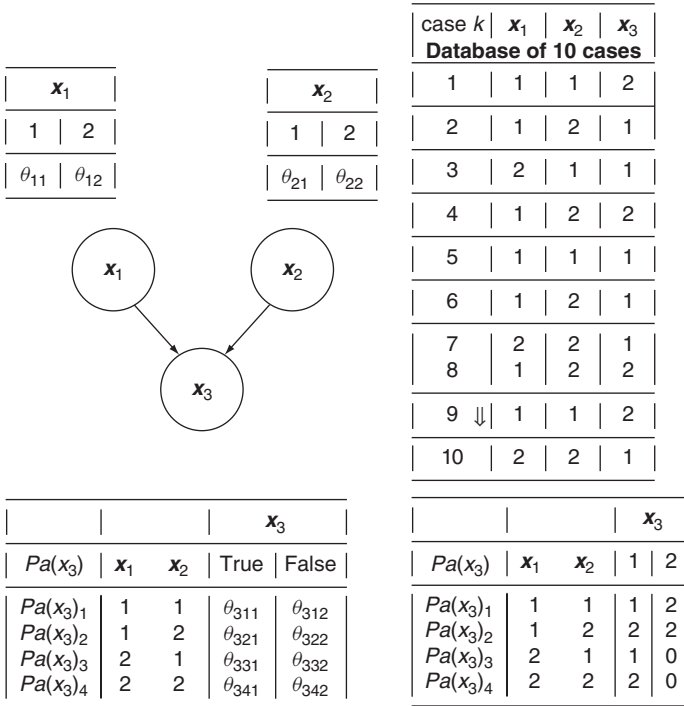 x1
1 | 2
θ11 | θ12
x2
1 | 2
θ21 | θ22
x1
x2
x3
case k | x1 | x2 | x3
Database of 10 cases
1 | 1 | 1 | 2
2 | 1 | 2 | 1
3 | 2 | 1 | 1
4 | 1 | 2 | 2
5 | 1 | 1 | 1
6 | 1 | 2 | 1
7 | 2 | 2 | 1
8 | 1 | 2 | 2
9 ⇓ | 1 | 1 | 2
10 | 2 | 2 | 1
x3
Pa(x3) | x1 x2 | True | False
Pa(x3)1 | 1 1 | θ311 | θ312
Pa(x3)2 | 1 2 | θ321 | θ322
Pa(x3)3 | 2 1 | θ331 | θ332
Pa(x3)4 | 2 2 | θ341 | θ342
x3
Pa(x3) | x1 x2 | 1 | 2
Pa(x3)1 | 1 1 | 1 | 2
Pa(x3)2 | 1 2 | 2 | 2
Pa(x3)3 | 2 1 | 1 | 0
Pa(x3)4 | 2 2 | 2 | 0